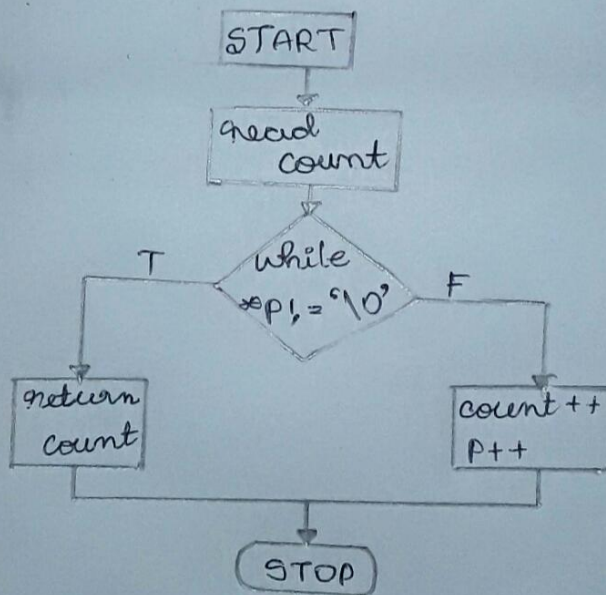 START
read
count
while
*p != '\0'
T
F
return
count
count ++
p++
STOP